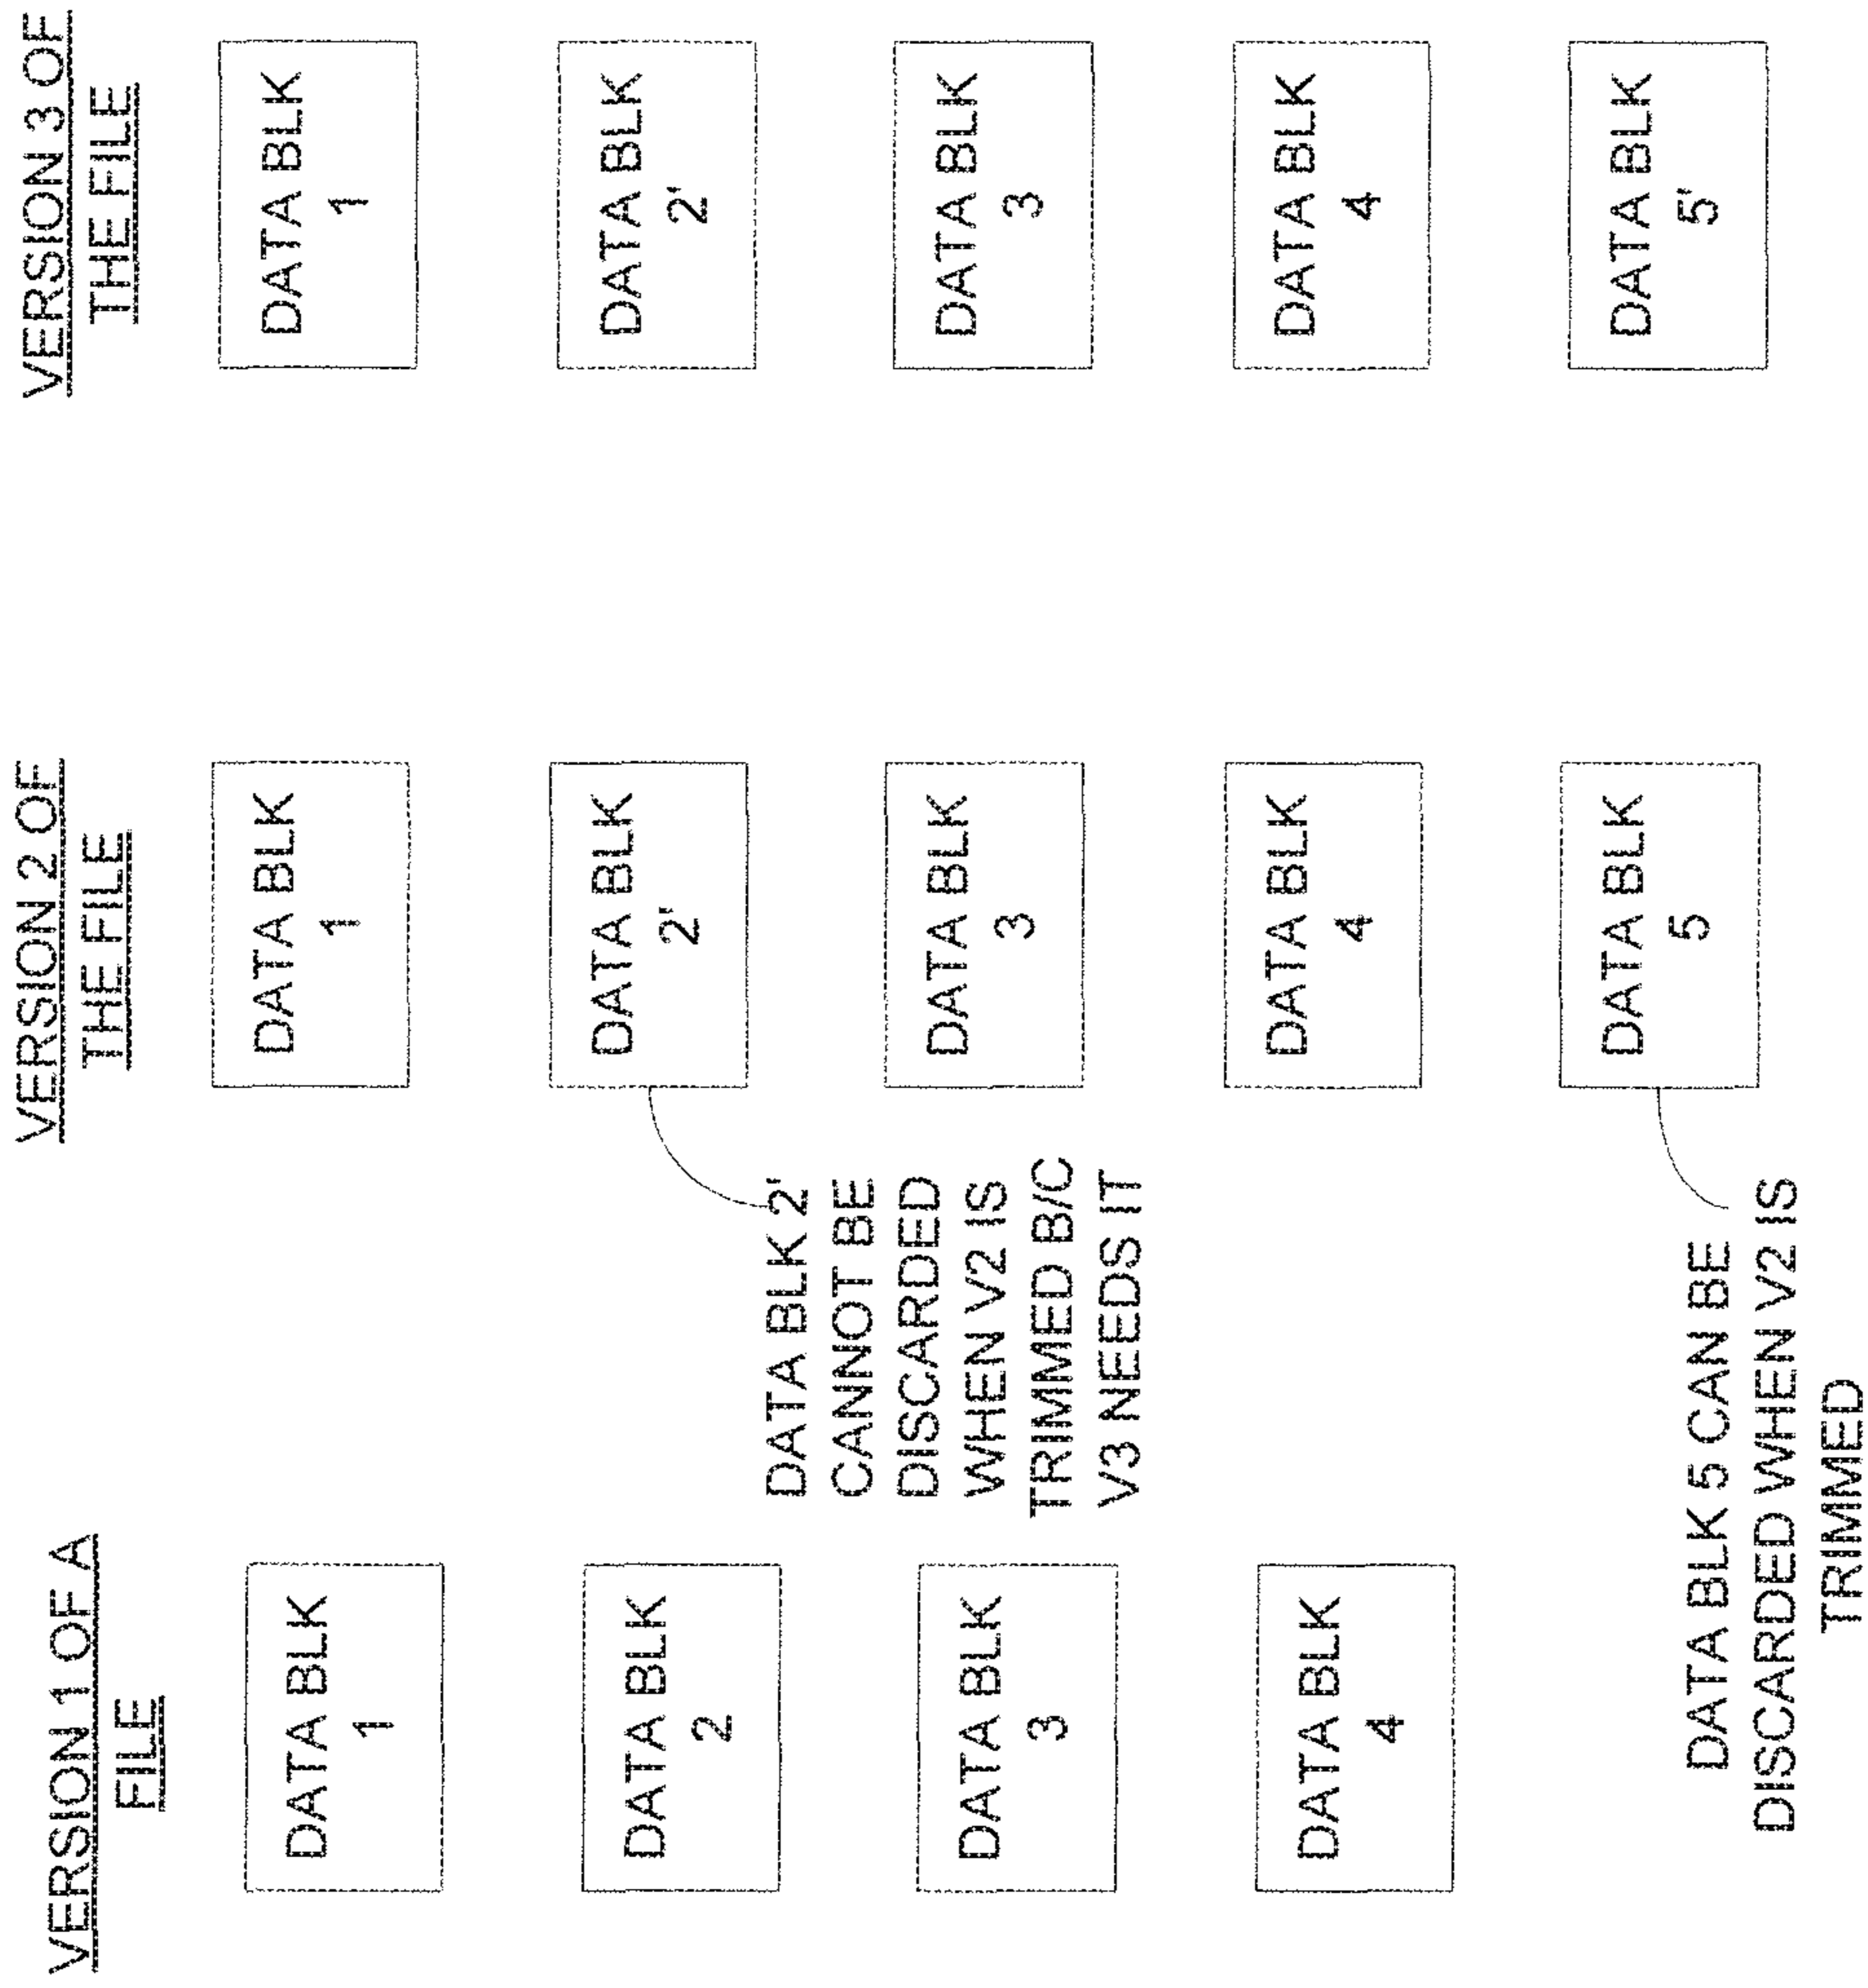 VERSION 1 OF A
FILE
DATA BLK
1
DATA BLK
2
DATA BLK
3
DATA BLK
4
VERSION 2 OF
THE FILE
DATA BLK
1
DATA BLK
2'
DATA BLK
3
DATA BLK
4
DATA BLK
5
DATA BLK 2'
CANNOT BE
DISCARDED
WHEN V2 IS
TRIMMED B/C
V3 NEEDS IT
DATA BLK 5 CAN BE
DISCARDED WHEN V2 IS
TRIMMED
VERSION 3 OF
THE FILE
DATA BLK
1
DATA BLK
2'
DATA BLK
3
DATA BLK
4
DATA BLK
5'